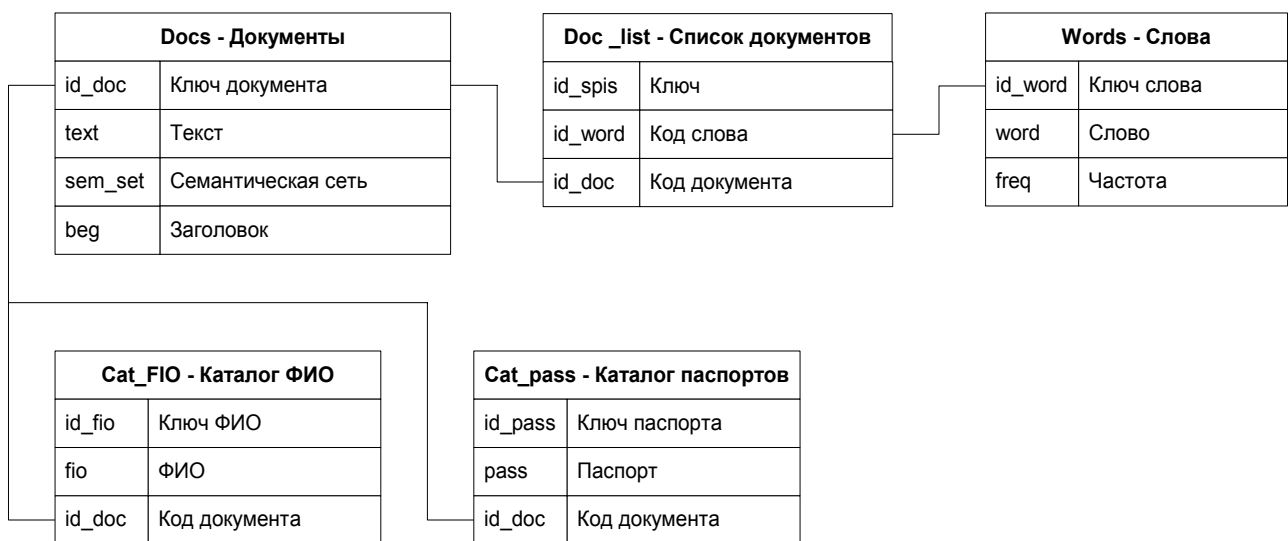 Docs - Документы
id_doc Ключ документа
text Текст
sem_set Семантическая сеть
beg Заголовок
Doc _list - Список документов
id_spis Ключ
id_word Код слова
id_doc Код документа
Words - Слова
id_word Ключ слова
word Слово
freq Частота
Cat_FIO - Каталог ФИО
id_fio Ключ ФИО
fio ФИО
id_doc Код документа
Cat_pass - Каталог паспортов
id_pass Ключ паспорта
pass Паспорт
id_doc Код документа